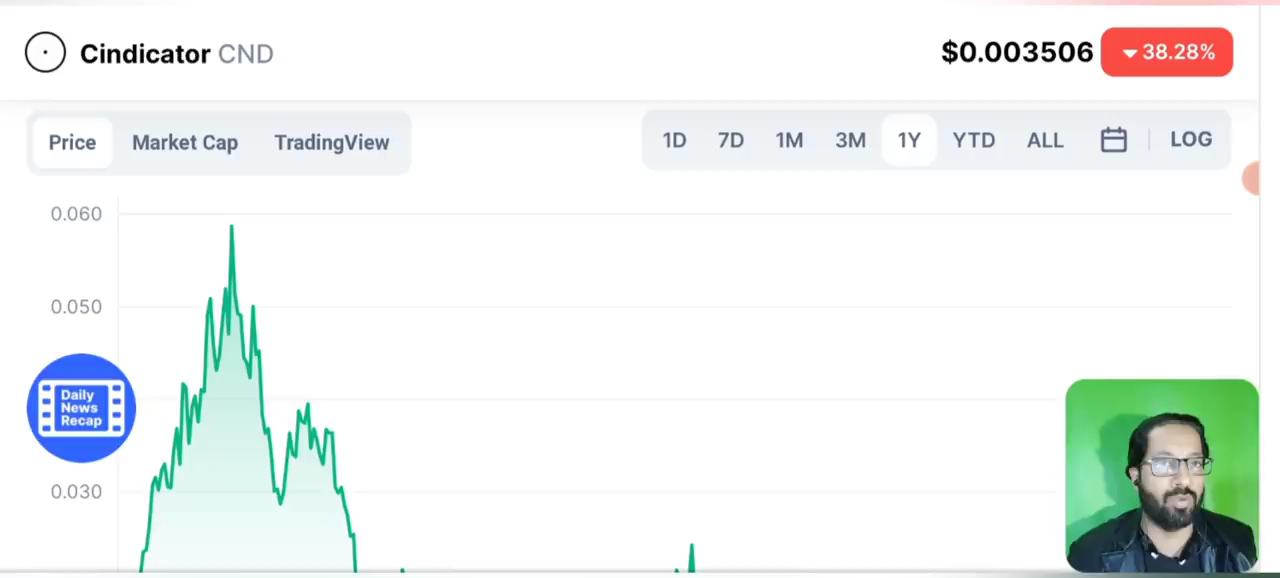 Cindicator CND
$0.003506 38.28%
Price Market Cap TradingView
1D 7D 1M 3M 1Y YTD ALL LOG
0.060
0.050
Daily
News
Recap
0.030